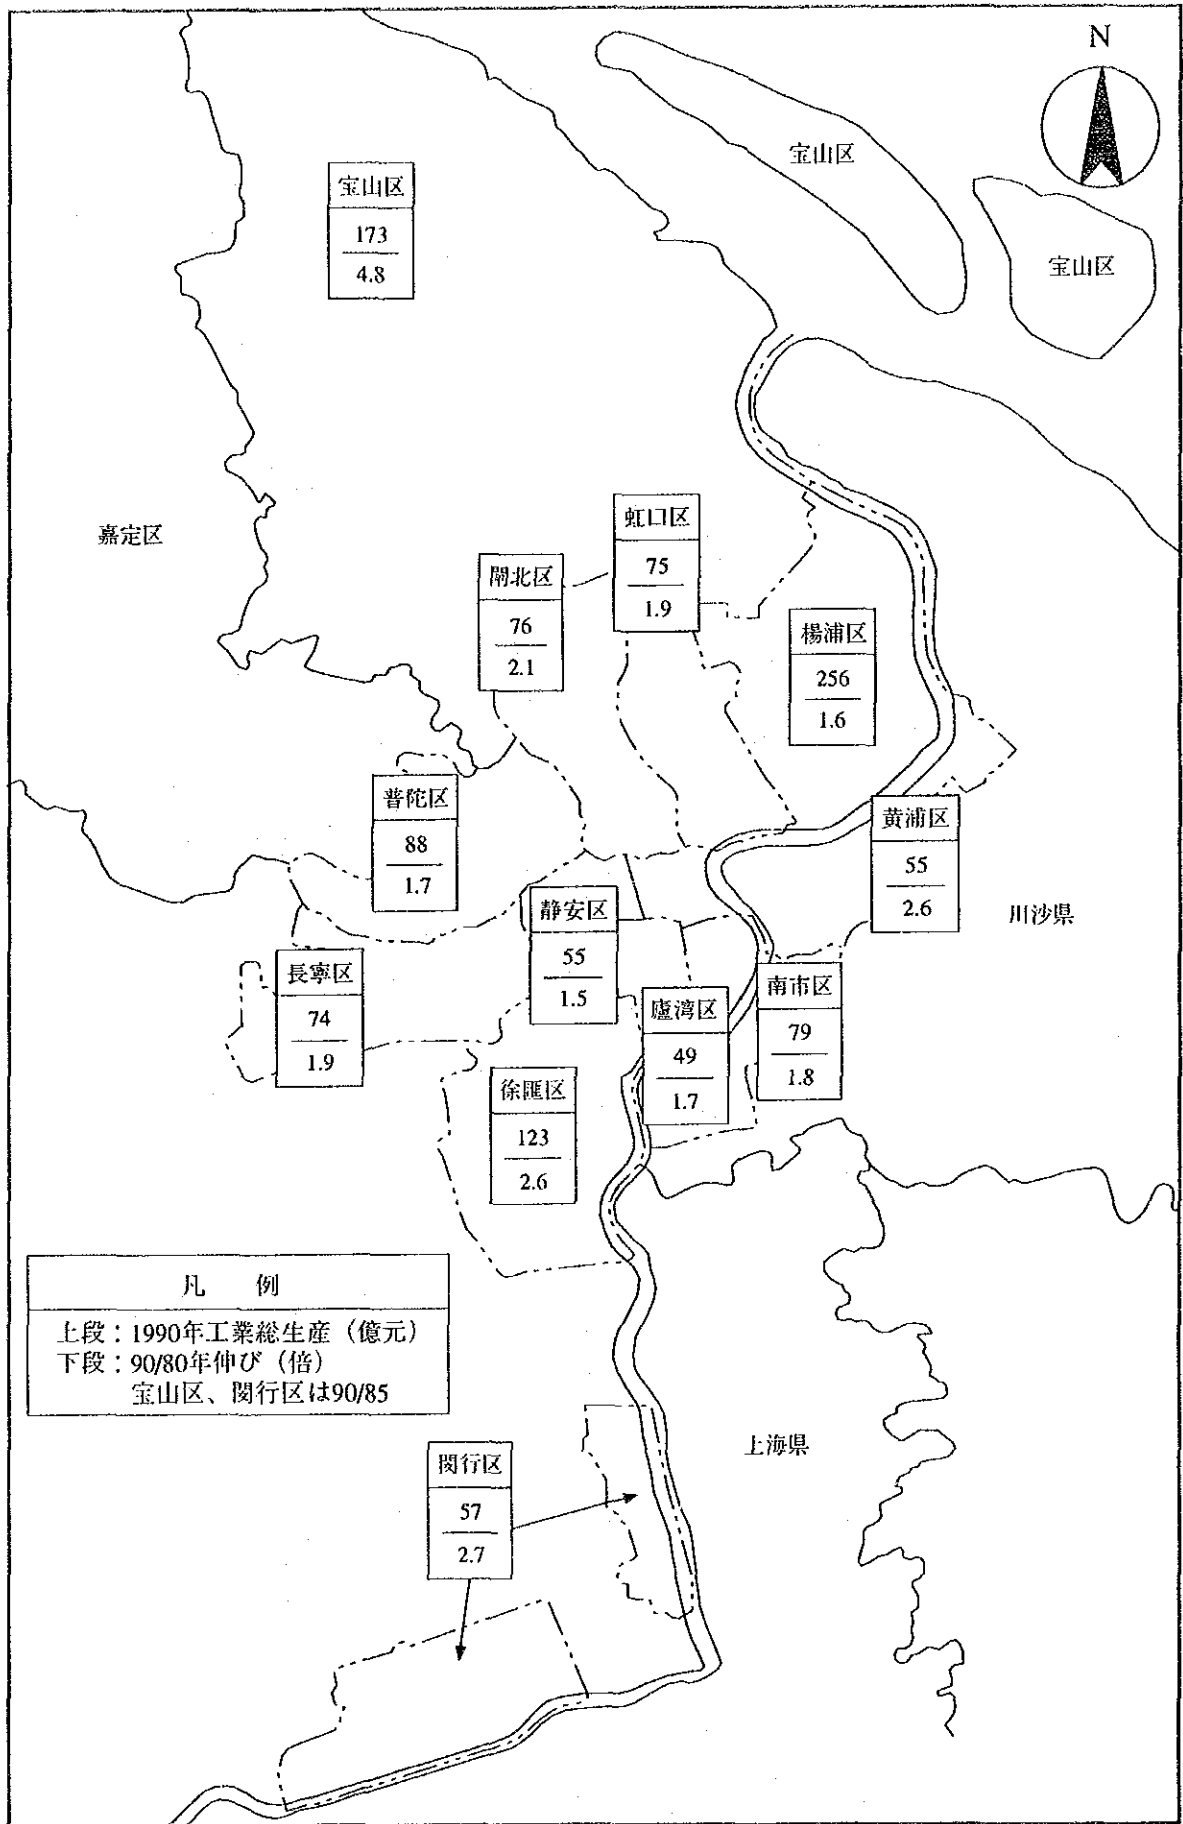 N
宝山区
宝山区
宝山区
173
4.8
嘉定区
虹口区
75
1.9
閘北区
76
2.1
楊浦区
256
1.6
普陀区
88
1.7
黄浦区
55
2.6
川沙県
静安区
55
1.5
長寧区
74
1.9
南市区
79
1.8
廬湾区
49
1.7
徐匯区
123
2.6
凡　例
上段：1990年工業総生産（億元）
下段：90/80年伸び（倍）
宝山区、閔行区は90/85
上海県
閔行区
57
2.7